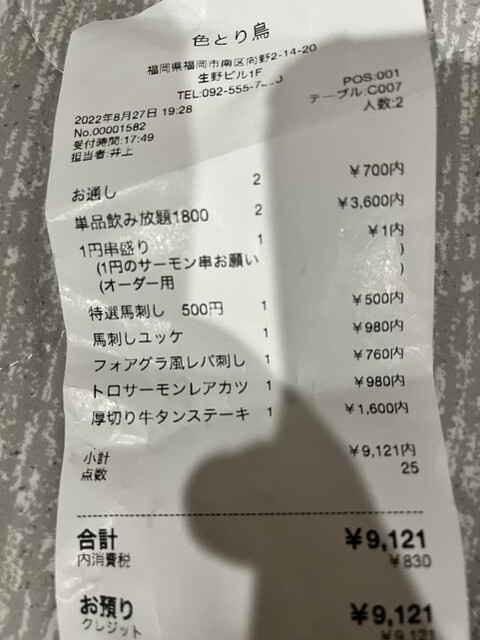 色とり鳥
福岡県福岡市南区向野2-14-20
生野ビル1F
TEL:092-555-
2022年8月27日 19:28
No.00001582
受付時間:17:49
担当者:井上
POS:001
テーブル:C007
人数:2
お通し 2 ¥700内
単品飲み放題1800 2 ¥3,600内
1円串盛り 1 ¥1内
(1円のサーモン串お願い )
(オーダー用 )
特選馬刺し 500円 1 ¥500内
馬刺しユッケ 1 ¥980内
フォアグラ風レバ刺し 1 ¥760内
トロサーモンレアカツ 1 ¥980内
厚切り牛タンステーキ 1 ¥1,600内
小計 ¥9,121内
点数 25
合計 ¥9,121
内消費税 ¥830
お預り ¥9,121
クレジット ¥9,121